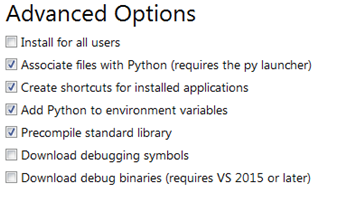 Advanced Options
Install for all users
Associate files with Python (requires the py launcher)
Create shortcuts for installed applications
Add Python to environment variables
Precompile standard library
Download debugging symbols
Download debug binaries (requires VS 2015 or later)